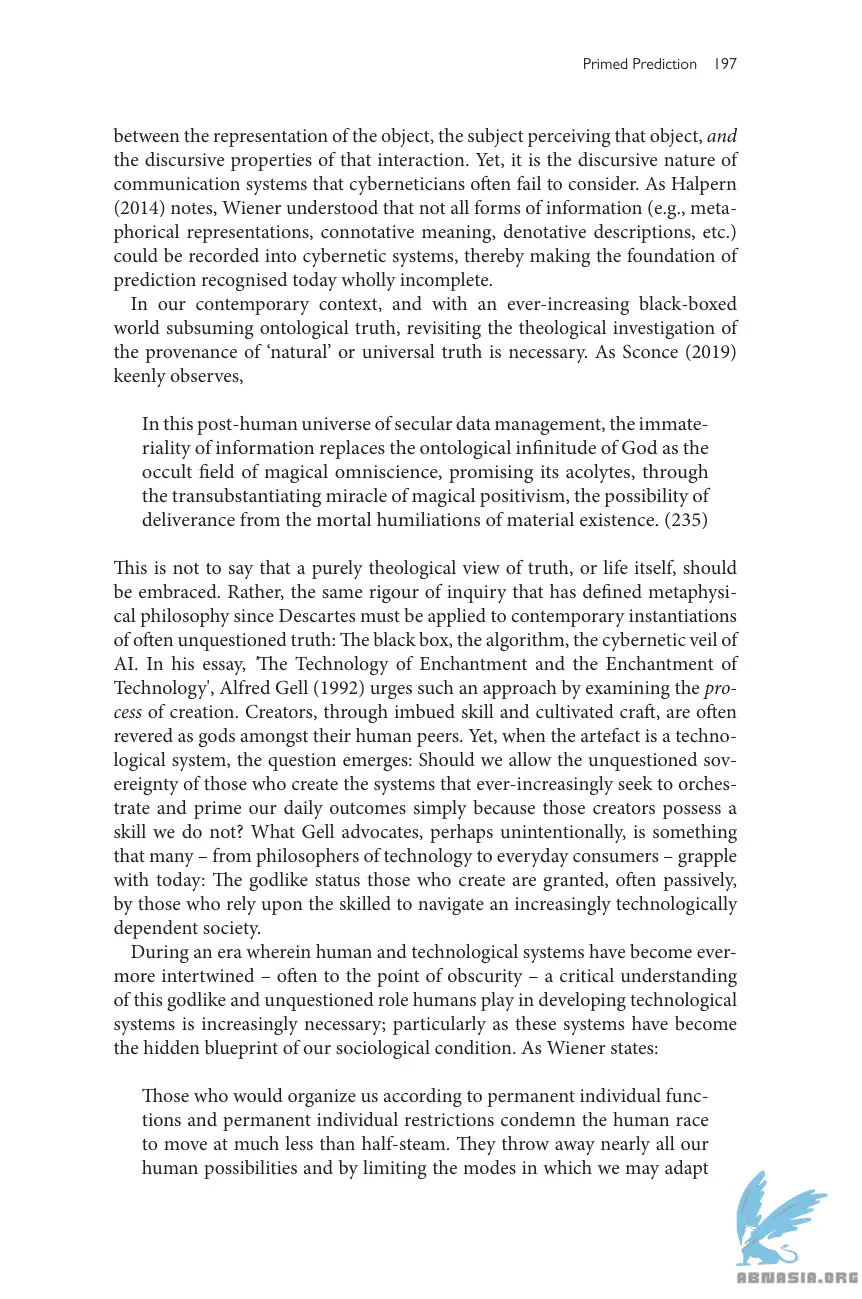 Primed Prediction 197
between the representation of the object, the subject perceiving that object, and
the discursive properties of that interaction. Yet, it is the discursive nature of
communication systems that cyberneticians often fail to consider. As Halpern
(2014) notes, Wiener understood that not all forms of information (e.g., meta-
phorical representations, connotative meaning, denotative descriptions, etc.)
could be recorded into cybernetic systems, thereby making the foundation of
prediction recognised today wholly incomplete.
In our contemporary context, and with an ever-increasing black-boxed
world subsuming ontological truth, revisiting the theological investigation of
the provenance of ‘natural’ or universal truth is necessary. As Sconce (2019)
keenly observes,
In this post-human universe of secular data management, the immate-
riality of information replaces the ontological infinitude of God as the
occult field of magical omniscience, promising its acolytes, through
the transubstantiating miracle of magical positivism, the possibility of
deliverance from the mortal humiliations of material existence. (235)
This is not to say that a purely theological view of truth, or life itself, should
be embraced. Rather, the same rigour of inquiry that has defined metaphysi-
cal philosophy since Descartes must be applied to contemporary instantiations
of often unquestioned truth: The black box, the algorithm, the cybernetic veil of
AI. In his essay, 'The Technology of Enchantment and the Enchantment of
Technology', Alfred Gell (1992) urges such an approach by examining the pro-
cess of creation. Creators, through imbued skill and cultivated craft, are often
revered as gods amongst their human peers. Yet, when the artefact is a techno-
logical system, the question emerges: Should we allow the unquestioned sov-
ereignty of those who create the systems that ever-increasingly seek to orches-
trate and prime our daily outcomes simply because those creators possess a
skill we do not? What Gell advocates, perhaps unintentionally, is something
that many – from philosophers of technology to everyday consumers – grapple
with today: The godlike status those who create are granted, often passively,
by those who rely upon the skilled to navigate an increasingly technologically
dependent society.
During an era wherein human and technological systems have become ever-
more intertwined – often to the point of obscurity – a critical understanding
of this godlike and unquestioned role humans play in developing technological
systems is increasingly necessary; particularly as these systems have become
the hidden blueprint of our sociological condition. As Wiener states:
Those who would organize us according to permanent individual func-
tions and permanent individual restrictions condemn the human race
to move at much less than half-steam. They throw away nearly all our
human possibilities and by limiting the modes in which we may adapt
ABNASIA.ORG